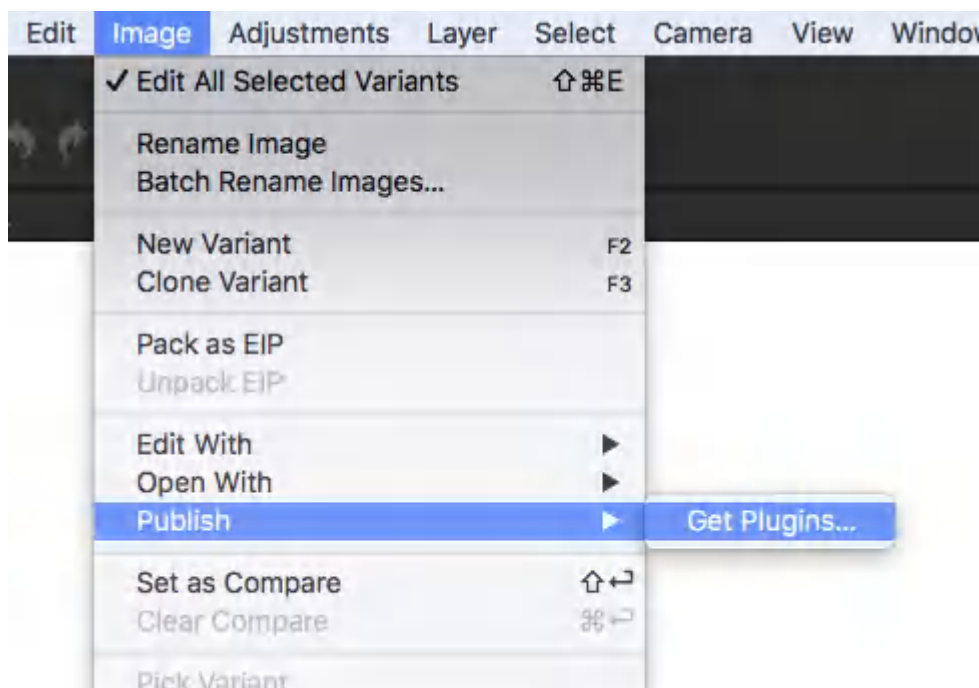 Edit Image Adjustments Layer Select Camera View Window
✓ Edit All Selected Variants ⇧⌘E
Rename Image
Batch Rename Images...
New Variant F2
Clone Variant F3
Pack as EIP
Unpack EIP
Edit With ▶
Open With ▶
Publish ▶ Get Plugins...
Set as Compare ⇧↩
Clear Compare ⌘↩
Pick Variant